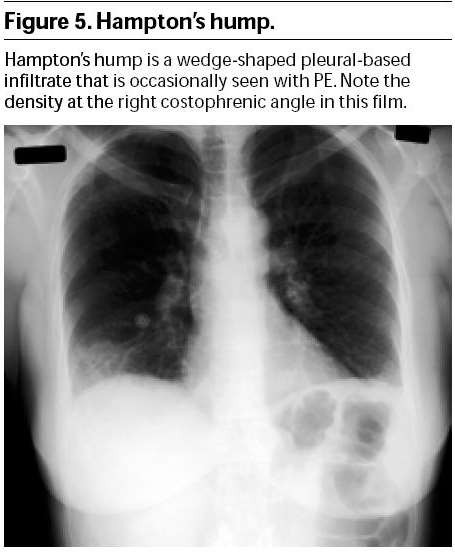 Figure 5. Hampton’s hump.
Hampton’s hump is a wedge-shaped pleural-based
infiltrate that is occasionally seen with PE. Note the
density at the right costophrenic angle in this film.